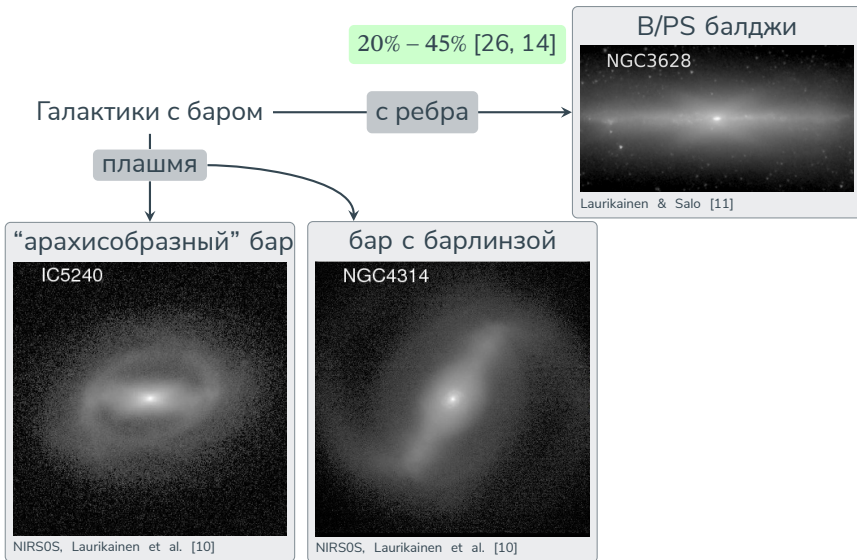 20% – 45% [26, 14]
B/PS балджи
NGC3628
Laurikainen & Salo [11]
Галактики с баром
с ребра
плашмя
“арахисобразный” бар
IC5240
NIRS0S, Laurikainen et al. [10]
бар с барлинзой
NGC4314
NIRS0S, Laurikainen et al. [10]